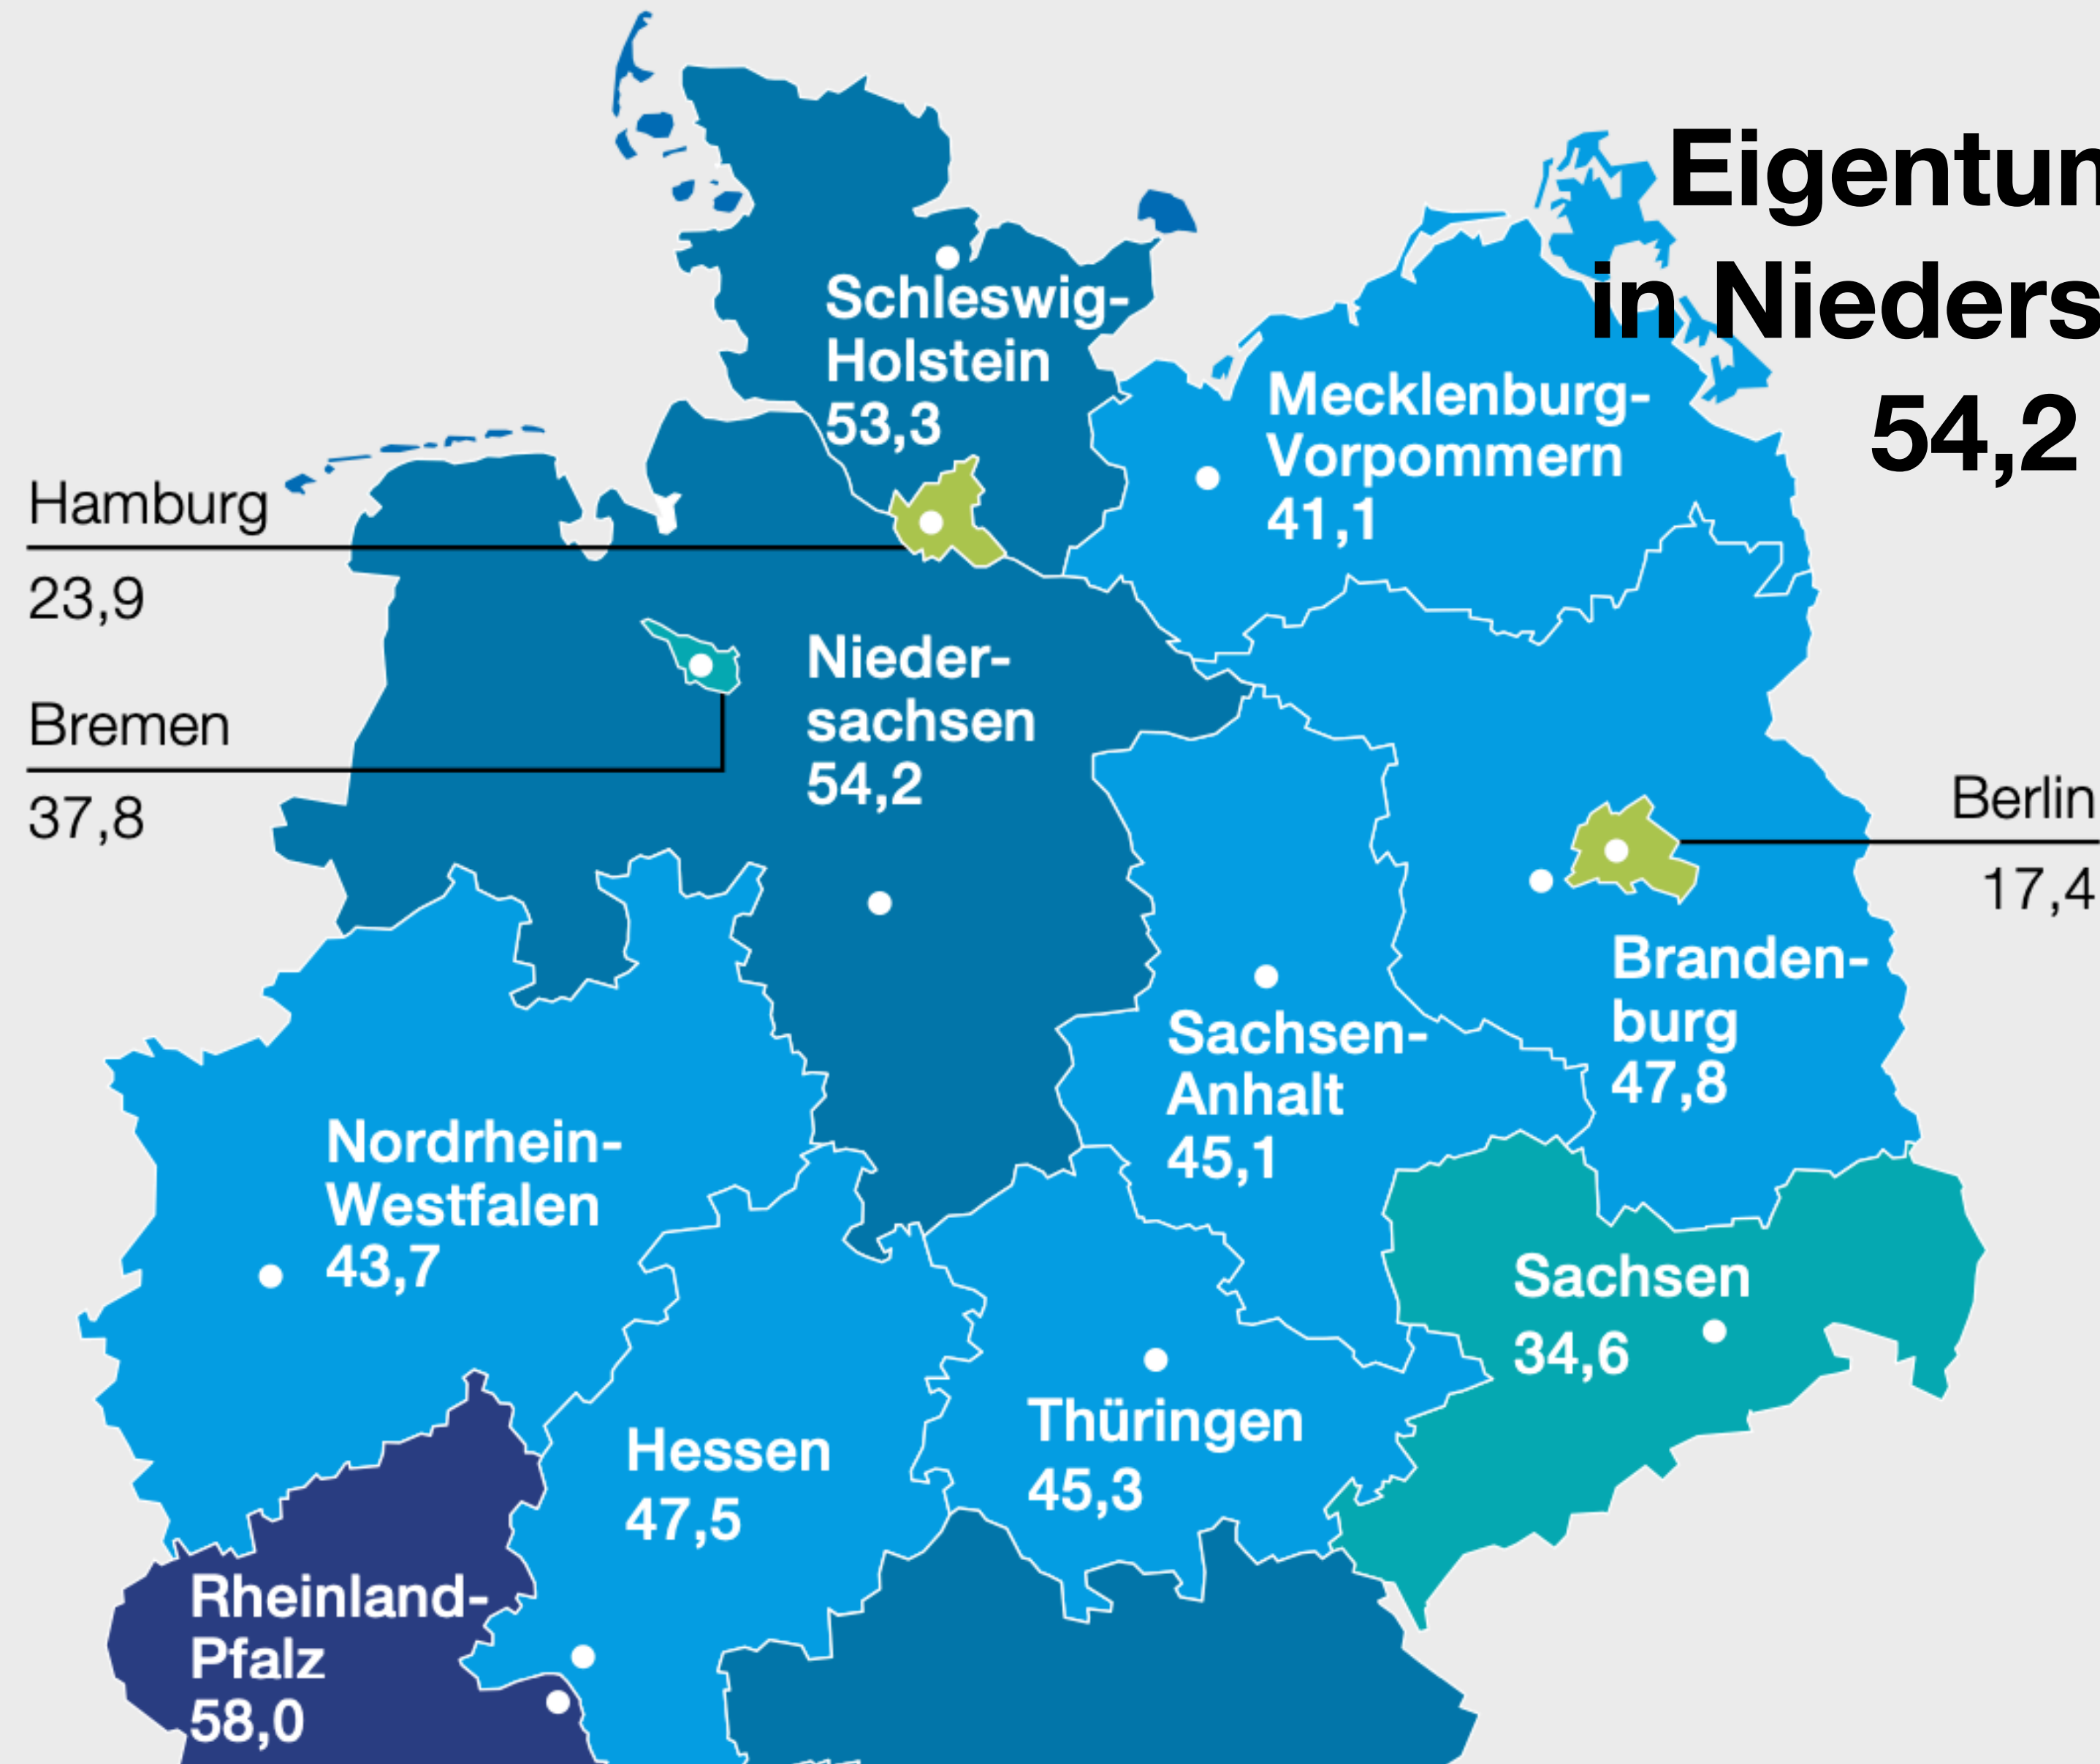 Eigentum
in Nieders
54,2
Schleswig-
Holstein
53,3
Mecklenburg-
Vorpommern
41,1
Hamburg
23,9
Nieder-
sachsen
54,2
Bremen
37,8
Berlin
17,4
Branden-
burg
47,8
Sachsen-
Anhalt
45,1
Nordrhein-
Westfalen
43,7
Sachsen
34,6
Thüringen
45,3
Hessen
47,5
Rheinland-
Pfalz
58,0